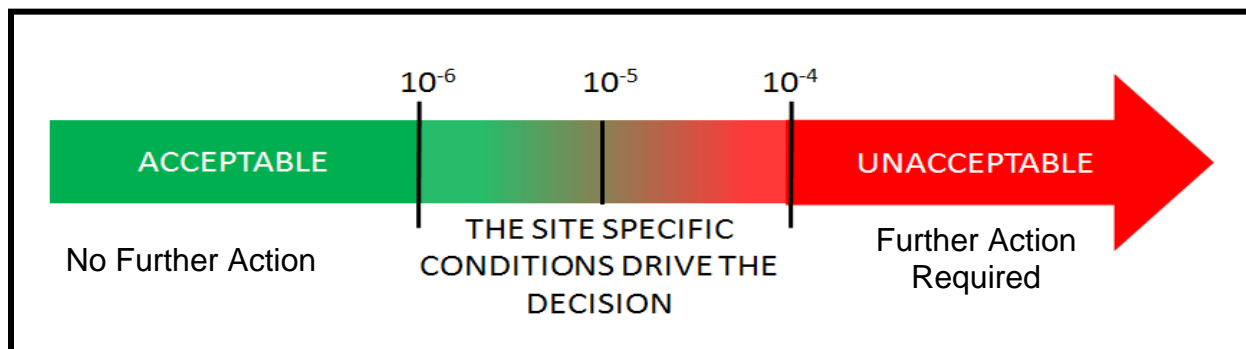 10-6 10-5 10-4
ACCEPTABLE
UNACCEPTABLE
No Further Action
THE SITE SPECIFIC
CONDITIONS DRIVE THE
DECISION
Further Action
Required